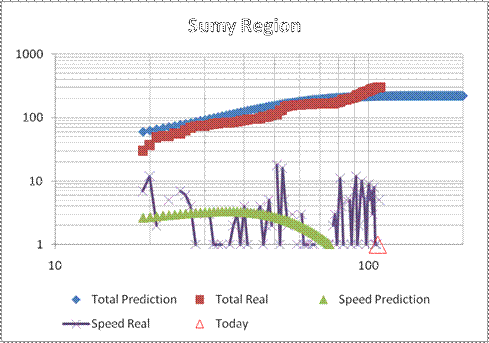 Sumy Region
1000
100
10
1
10
100
Total Prediction
Total Real
Speed Prediction
Speed Real
Today